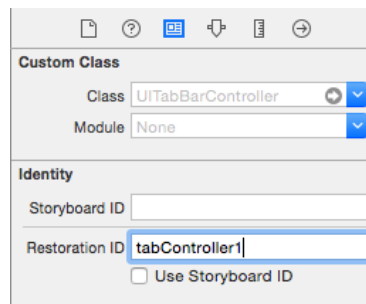 Custom Class
Class UITabBarController
Module None
Identity
Storyboard ID
Restoration ID tabController1
Use Storyboard ID